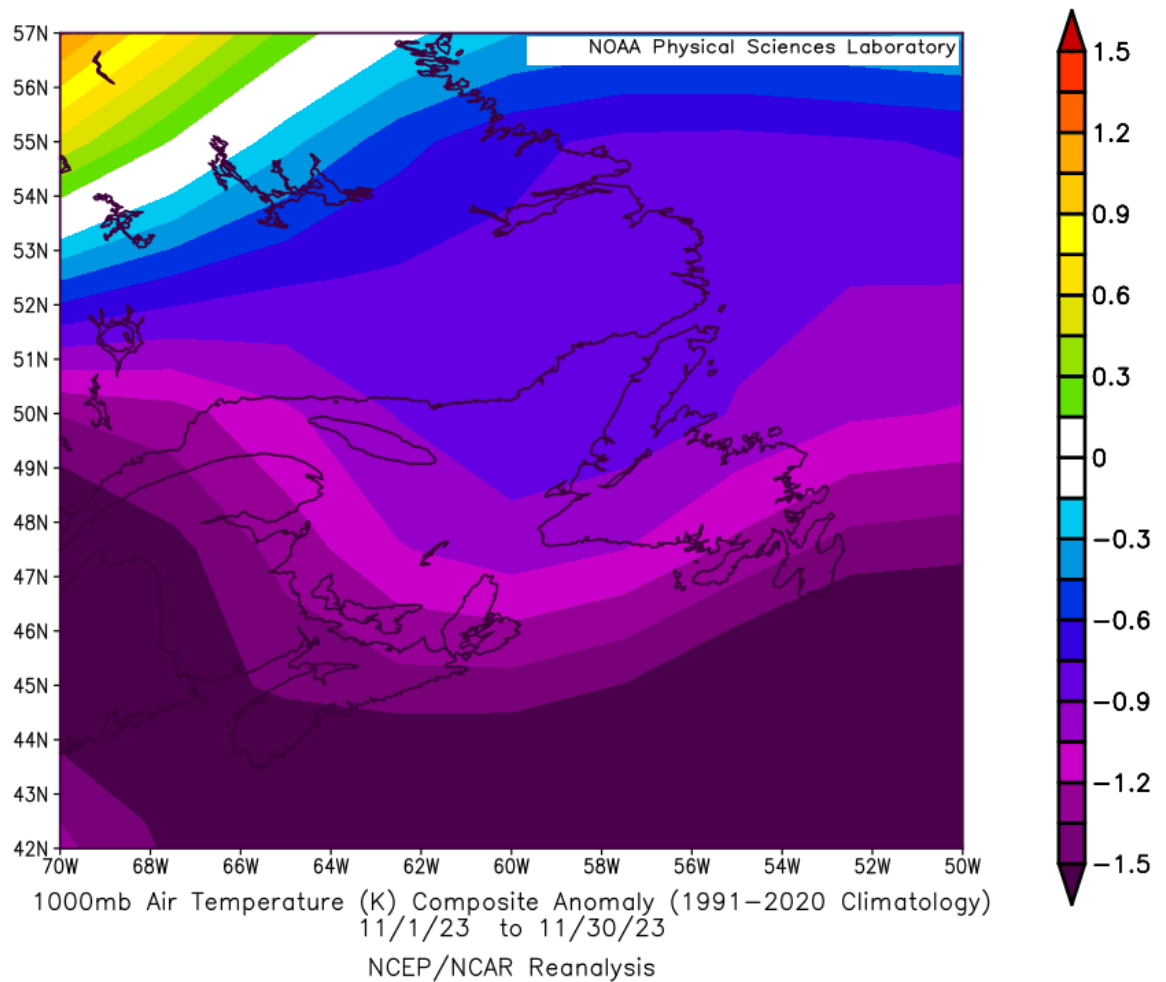 NOAA Physical Sciences Laboratory
57N
56N
55N
54N
53N
52N
51N
50N
49N
48N
47N
46N
45N
44N
43N
42N
70W 68W 66W 64W 62W 60W 58W 56W 54W 52W 50W
1.5
1.2
0.9
0.6
0.3
0
−0.3
−0.6
−0.9
−1.2
−1.5
1000mb Air Temperature (K) Composite Anomaly (1991−2020 Climatology)
11/1/23 to 11/30/23
NCEP/NCAR Reanalysis